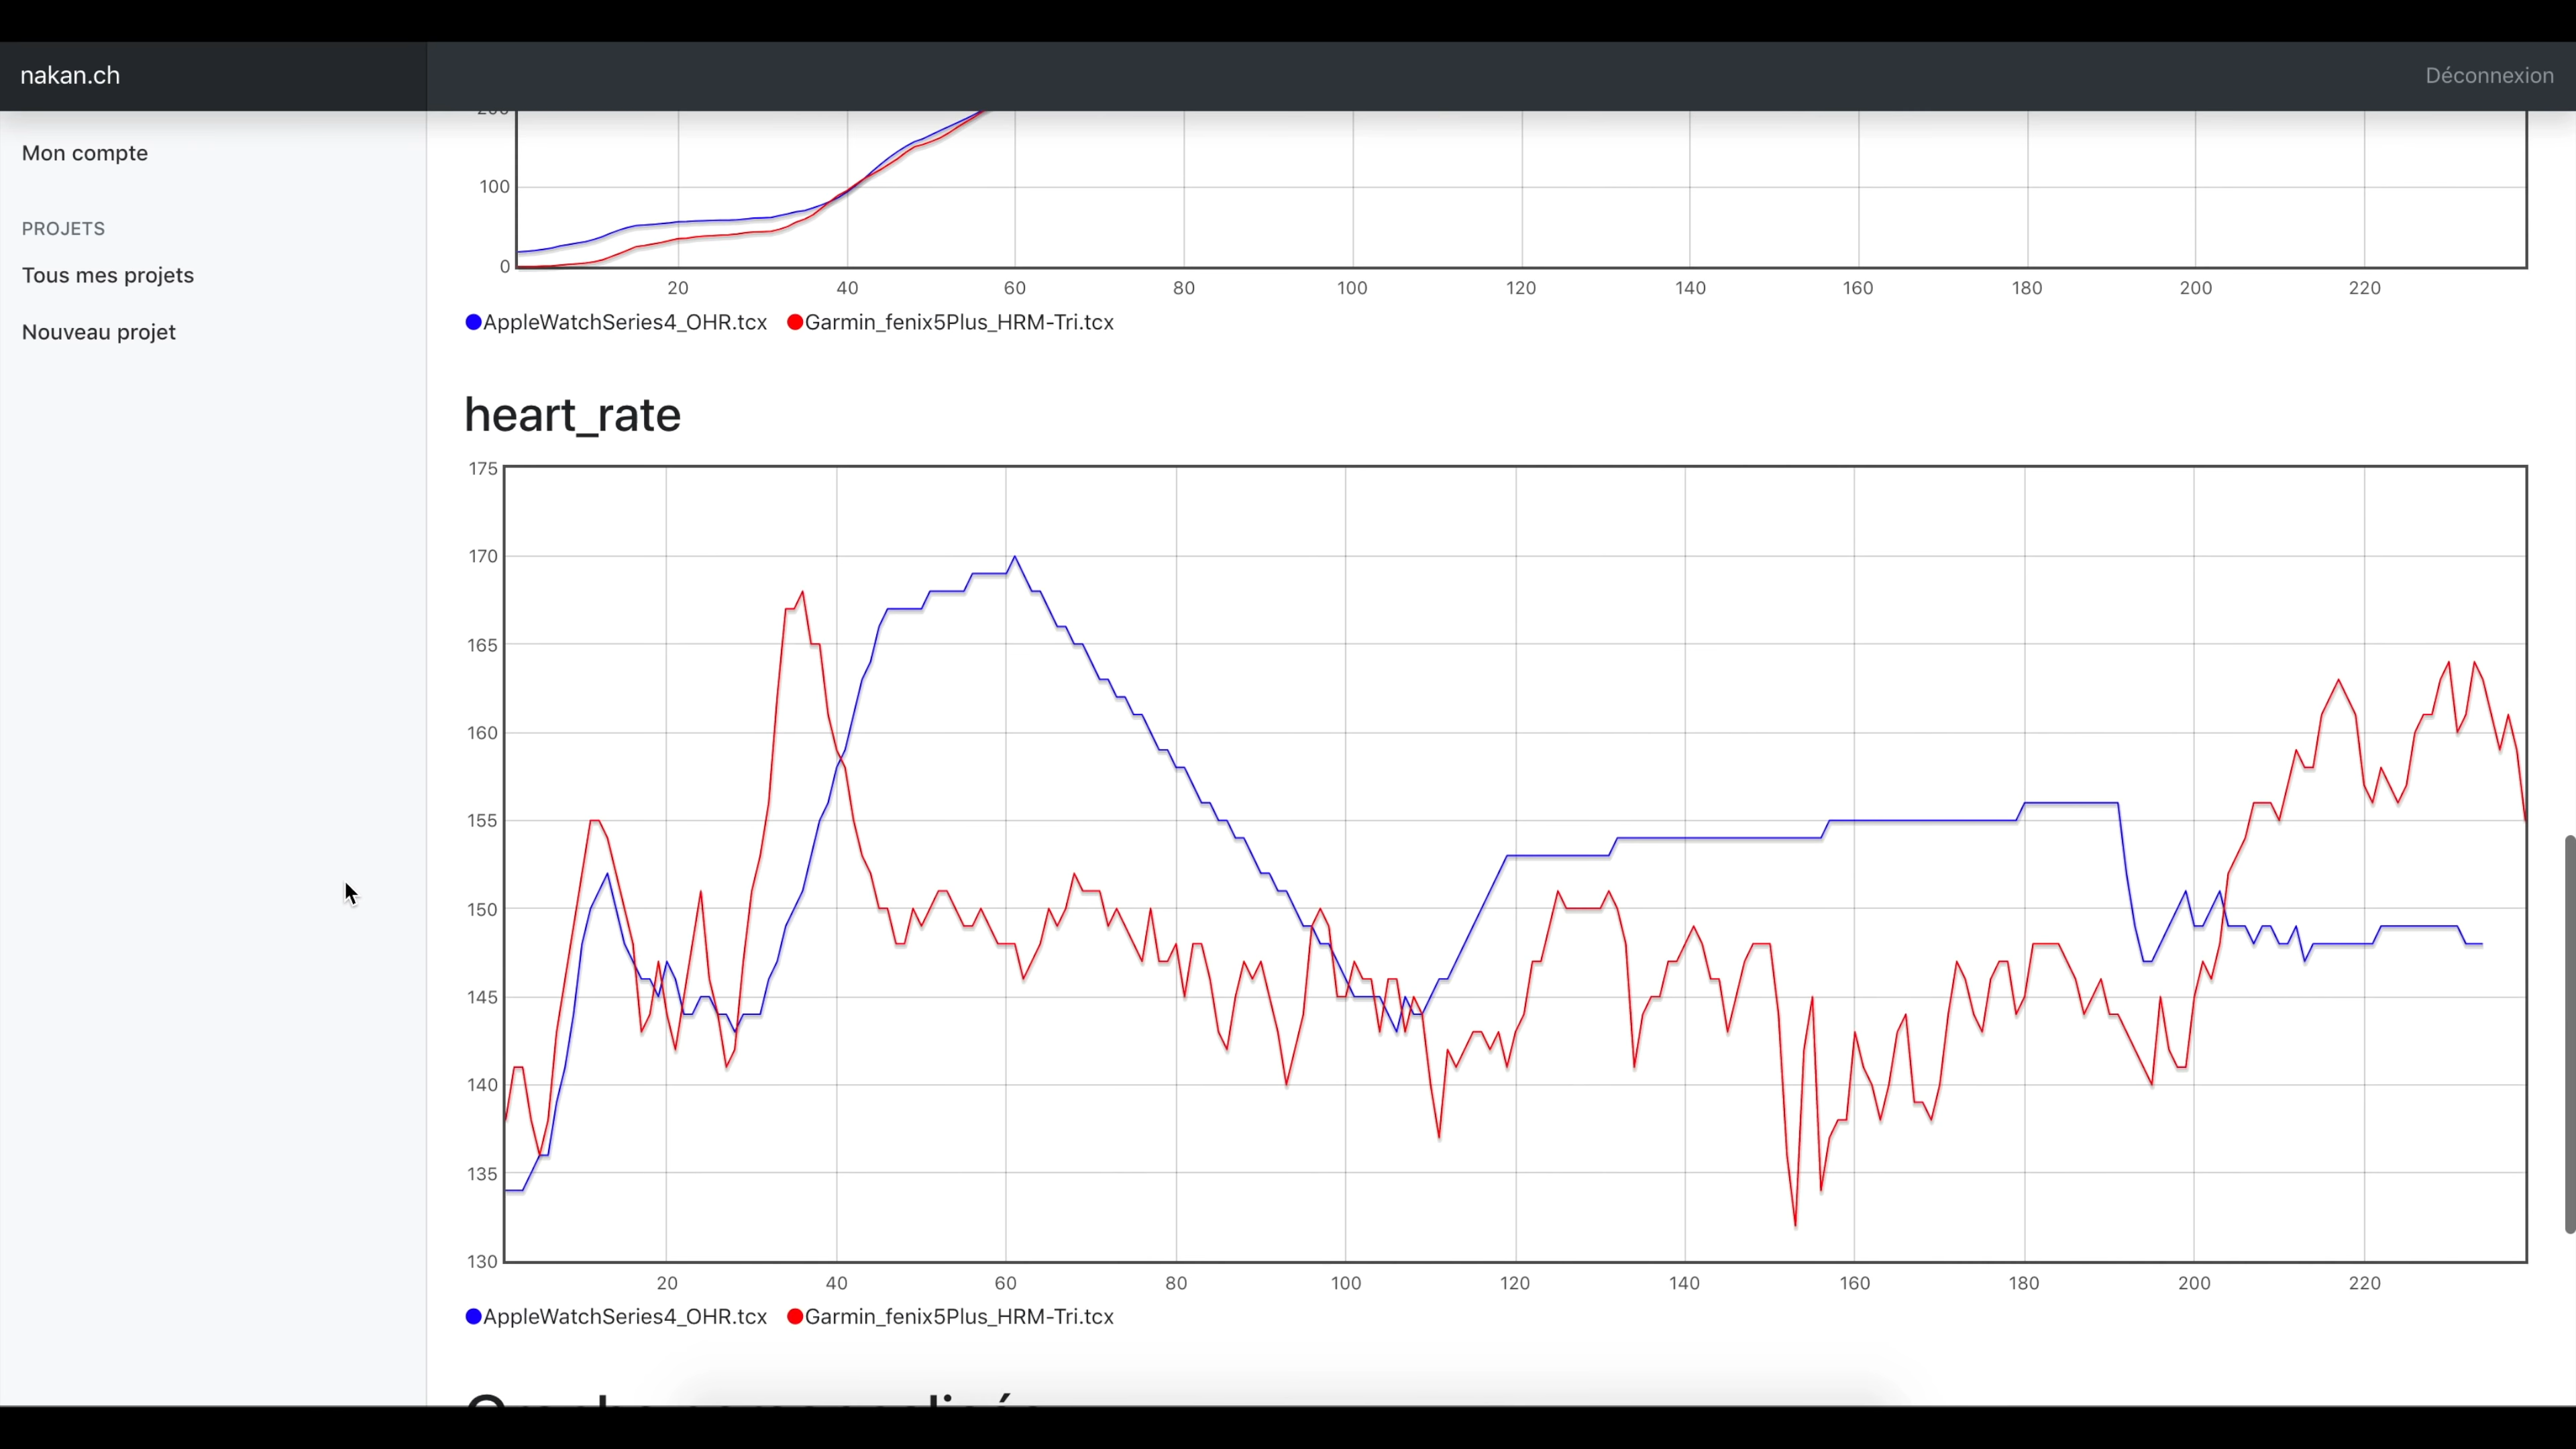 nakan.ch
Déconnexion
Mon compte
PROJETS
Tous mes projets
Nouveau projet
100
0
20 40 60 80 100 120 140 160 180 200 220
AppleWatchSeries4_OHR.tcx Garmin_fenix5Plus_HRM-Tri.tcx
heart_rate
175
170
165
160
155
150
145
140
135
130
20 40 60 80 100 120 140 160 180 200 220
AppleWatchSeries4_OHR.tcx Garmin_fenix5Plus_HRM-Tri.tcx